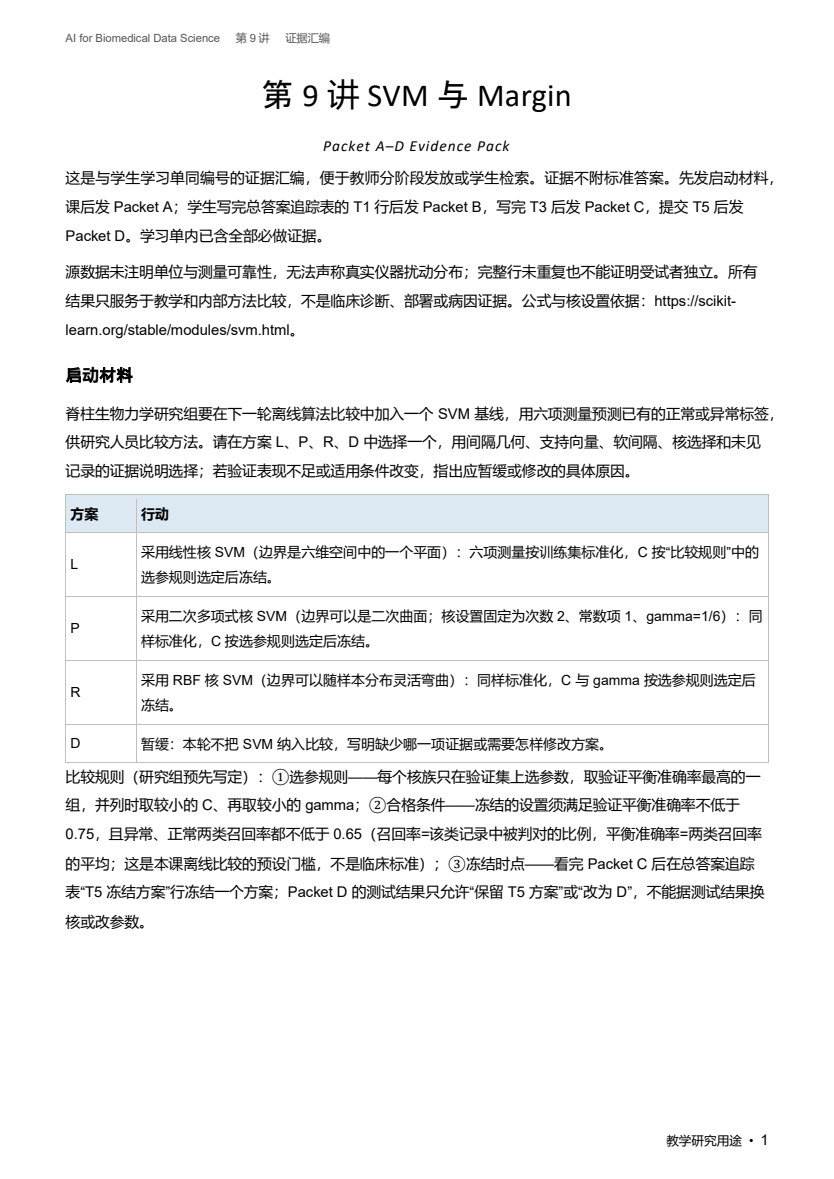 AI for Biomedical Data Science 第 9 讲 证据汇编
第 9 讲 SVM 与 Margin
Packet A–D Evidence Pack
这是与学生学习单同编号的证据汇编，便于教师分阶段发放或学生检索。证据不附标准答案。先发启动材料，
课后发 Packet A；学生写完总答案追踪表的 T1 行后发 Packet B，写完 T3 后发 Packet C，提交 T5 后发
Packet D。学习单内已含全部必做证据。
源数据未注明单位与测量可靠性，无法声称真实仪器扰动分布；完整行未重复也不能证明受试者独立。所有
结果只服务于教学和内部方法比较，不是临床诊断、部署或病因证据。公式与核设置依据：https://scikit-
learn.org/stable/modules/svm.html。
启动材料
脊柱生物力学研究组要在下一轮离线算法比较中加入一个 SVM 基线，用六项测量预测已有的正常或异常标签，
供研究人员比较方法。请在方案 L、P、R、D 中选择一个，用间隔几何、支持向量、软间隔、核选择和未见
记录的证据说明选择；若验证表现不足或适用条件改变，指出应暂缓或修改的具体原因。
方案 行动
L
采用线性核 SVM（边界是六维空间中的一个平面）：六项测量按训练集标准化，C 按“比较规则”中的
选参规则选定后冻结。
P
采用二次多项式核 SVM（边界可以是二次曲面；核设置固定为次数 2、常数项 1、gamma=1/6）：同
样标准化，C 按选参规则选定后冻结。
R
采用 RBF 核 SVM（边界可以随样本分布灵活弯曲）：同样标准化，C 与 gamma 按选参规则选定后
冻结。
D 暂缓：本轮不把 SVM 纳入比较，写明缺少哪一项证据或需要怎样修改方案。
比较规则（研究组预先写定）：①选参规则——每个核族只在验证集上选参数，取验证平衡准确率最高的一
组，并列时取较小的 C、再取较小的 gamma；②合格条件——冻结的设置须满足验证平衡准确率不低于
0.75，且异常、正常两类召回率都不低于 0.65（召回率=该类记录中被判对的比例，平衡准确率=两类召回率
的平均；这是本课离线比较的预设门槛，不是临床标准）；③冻结时点——看完 Packet C 后在总答案追踪
表“T5 冻结方案”行冻结一个方案；Packet D 的测试结果只允许“保留 T5 方案”或“改为 D”，不能据测试结果换
核或改参数。
教学研究用途 • 1